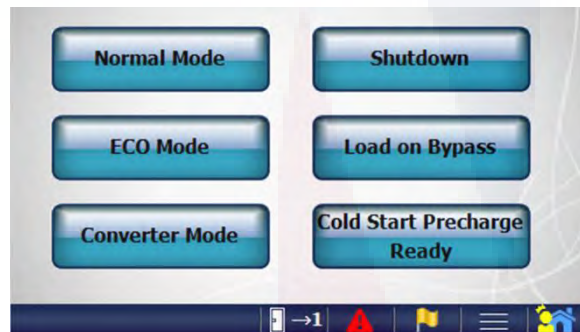 Normal Mode
Shutdown
ECO Mode
Load on Bypass
Converter Mode
Cold Start Precharge
Ready
→1